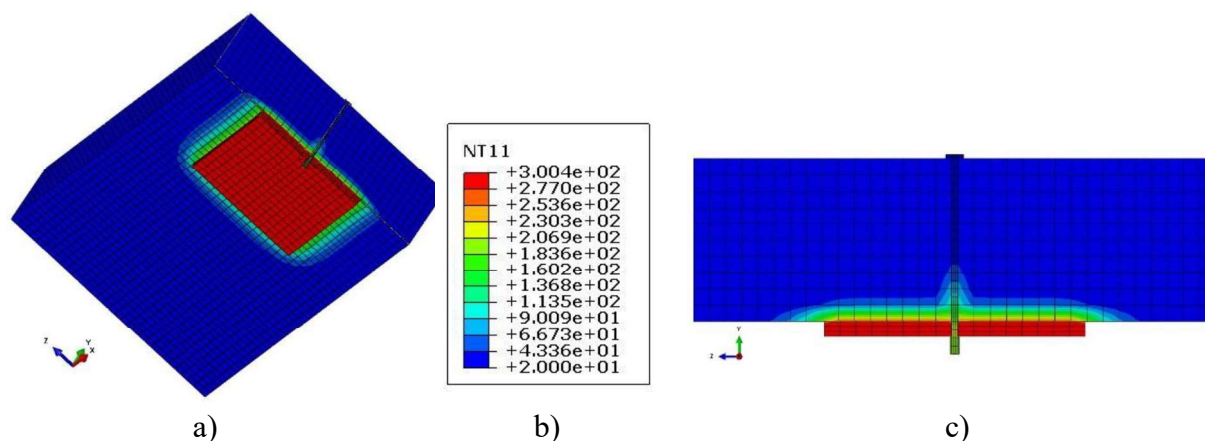 NT11
+3.004e+02
+2.770e+02
+2.536e+02
+2.303e+02
+2.069e+02
+1.836e+02
+1.602e+02
+1.368e+02
+1.135e+02
+9.009e+01
+6.673e+01
+4.336e+01
+2.000e+01
Z
Y
X
Y
Z
a)
b)
c)